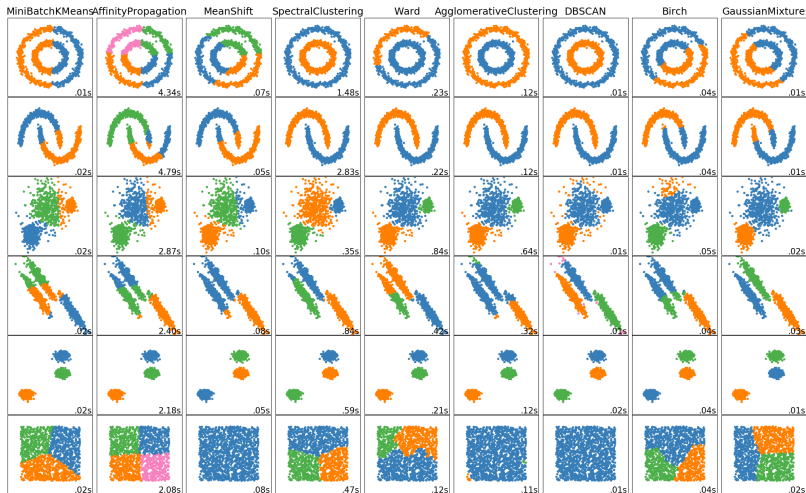 MiniBatchKMeans AffinityPropagation MeanShift SpectralClustering Ward AgglomerativeClustering DBSCAN Birch GaussianMixture
.01s 4.34s .07s 1.48s .23s .12s .01s .04s .01s
.02s 4.79s .05s 2.83s .22s .12s .01s .04s .01s
.02s 2.87s .10s .35s .84s .64s .01s .05s .02s
.02s 2.40s .08s .84s .42s .32s .01s .04s .03s
.02s 2.18s .05s .59s .21s .12s .02s .04s .02s
.02s 2.08s .08s .47s .12s .11s .01s .03s .02s